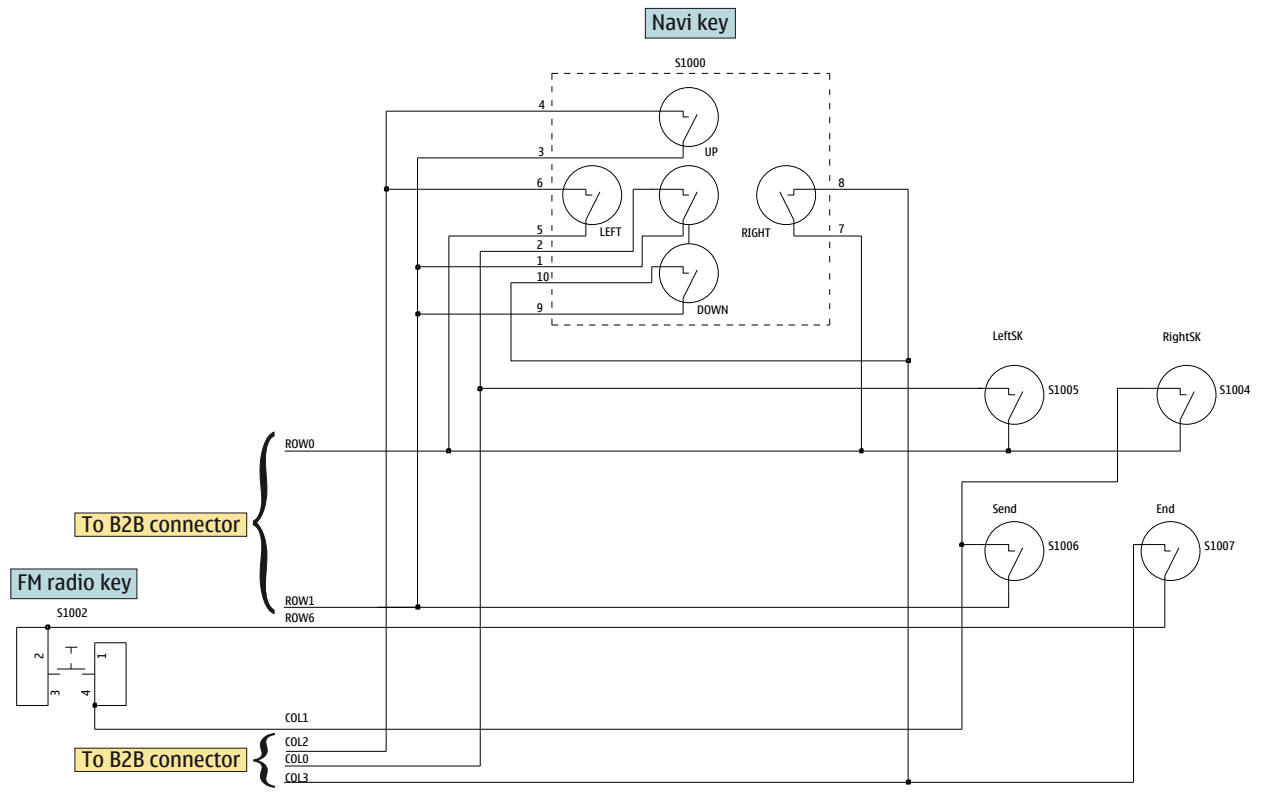 Navi key
S1000
4
UP
3
6
8
LEFT
RIGHT
5
7
2
1
10
9
DOWN
LeftSK
RightSK
S1005
S1004
ROW0
To B2B connector
Send
End
S1006
S1007
FM radio key
ROW1
S1002
ROW6
2
1
3
4
COL1
COL2
To B2B connector
COL0
COL3